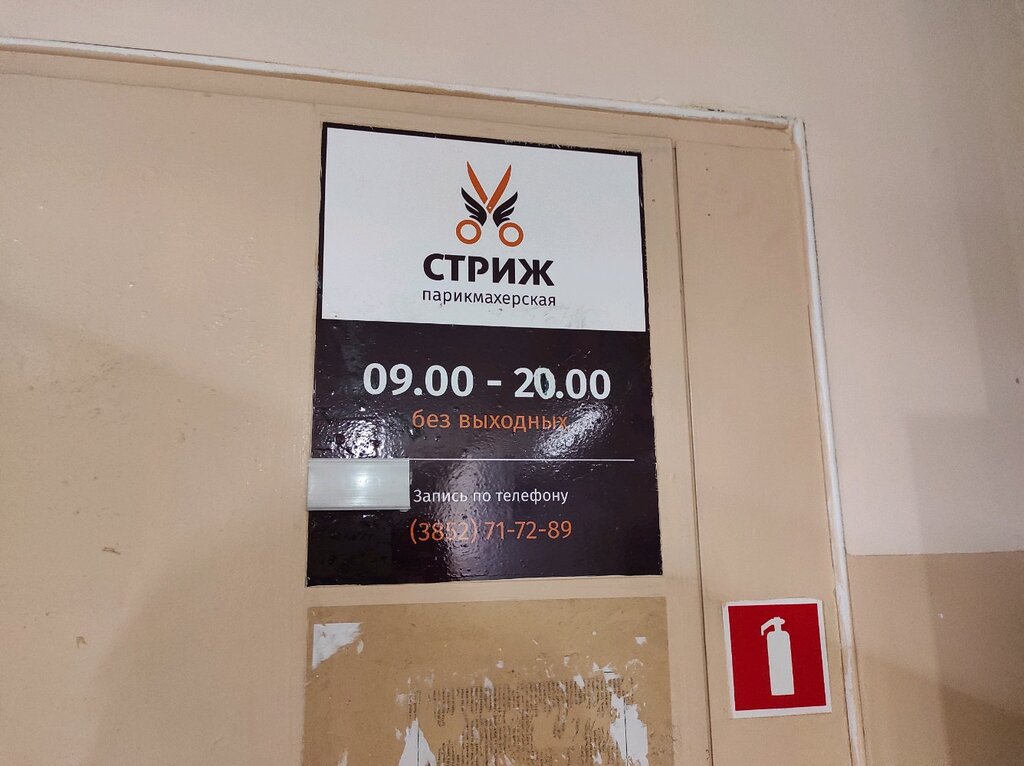 СТРИЖ
парикмахерская
09.00 - 20.00
без выходных
Запись по телефону
(3852) 71-72-89